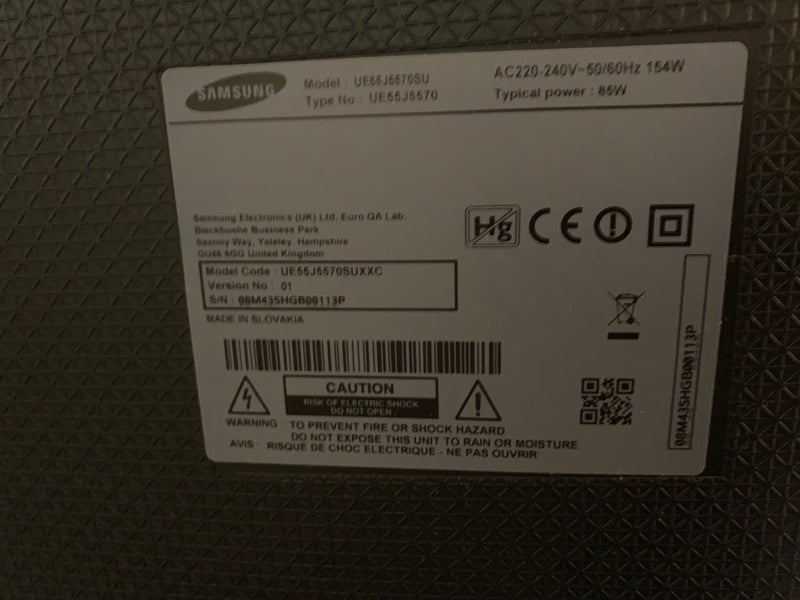 SAMSUNG
Model : UE55J5570SU
Type No : UE55J5570
AC220-240V~50/60Hz 154W
Typical power : 85W
Samsung Electronics (UK) Ltd. Euro QA Lab.
Blackbushe Business Park
Saxony Way, Yateley, Hampshire
GU46 6GG United Kingdom
Hg
CE
Model Code : UE55J5570SUXXC
Version No : 01
S/N : 08M43SHGB00113P
MADE IN SLOVAKIA
08M43SHGB00113P
CAUTION
RISK OF ELECTRIC SHOCK
DO NOT OPEN
WARNING : TO PREVENT FIRE OR SHOCK HAZARD
DO NOT EXPOSE THIS UNIT TO RAIN OR MOISTURE
AVIS : RISQUE DE CHOC ELECTRIQUE - NE PAS OUVRIR